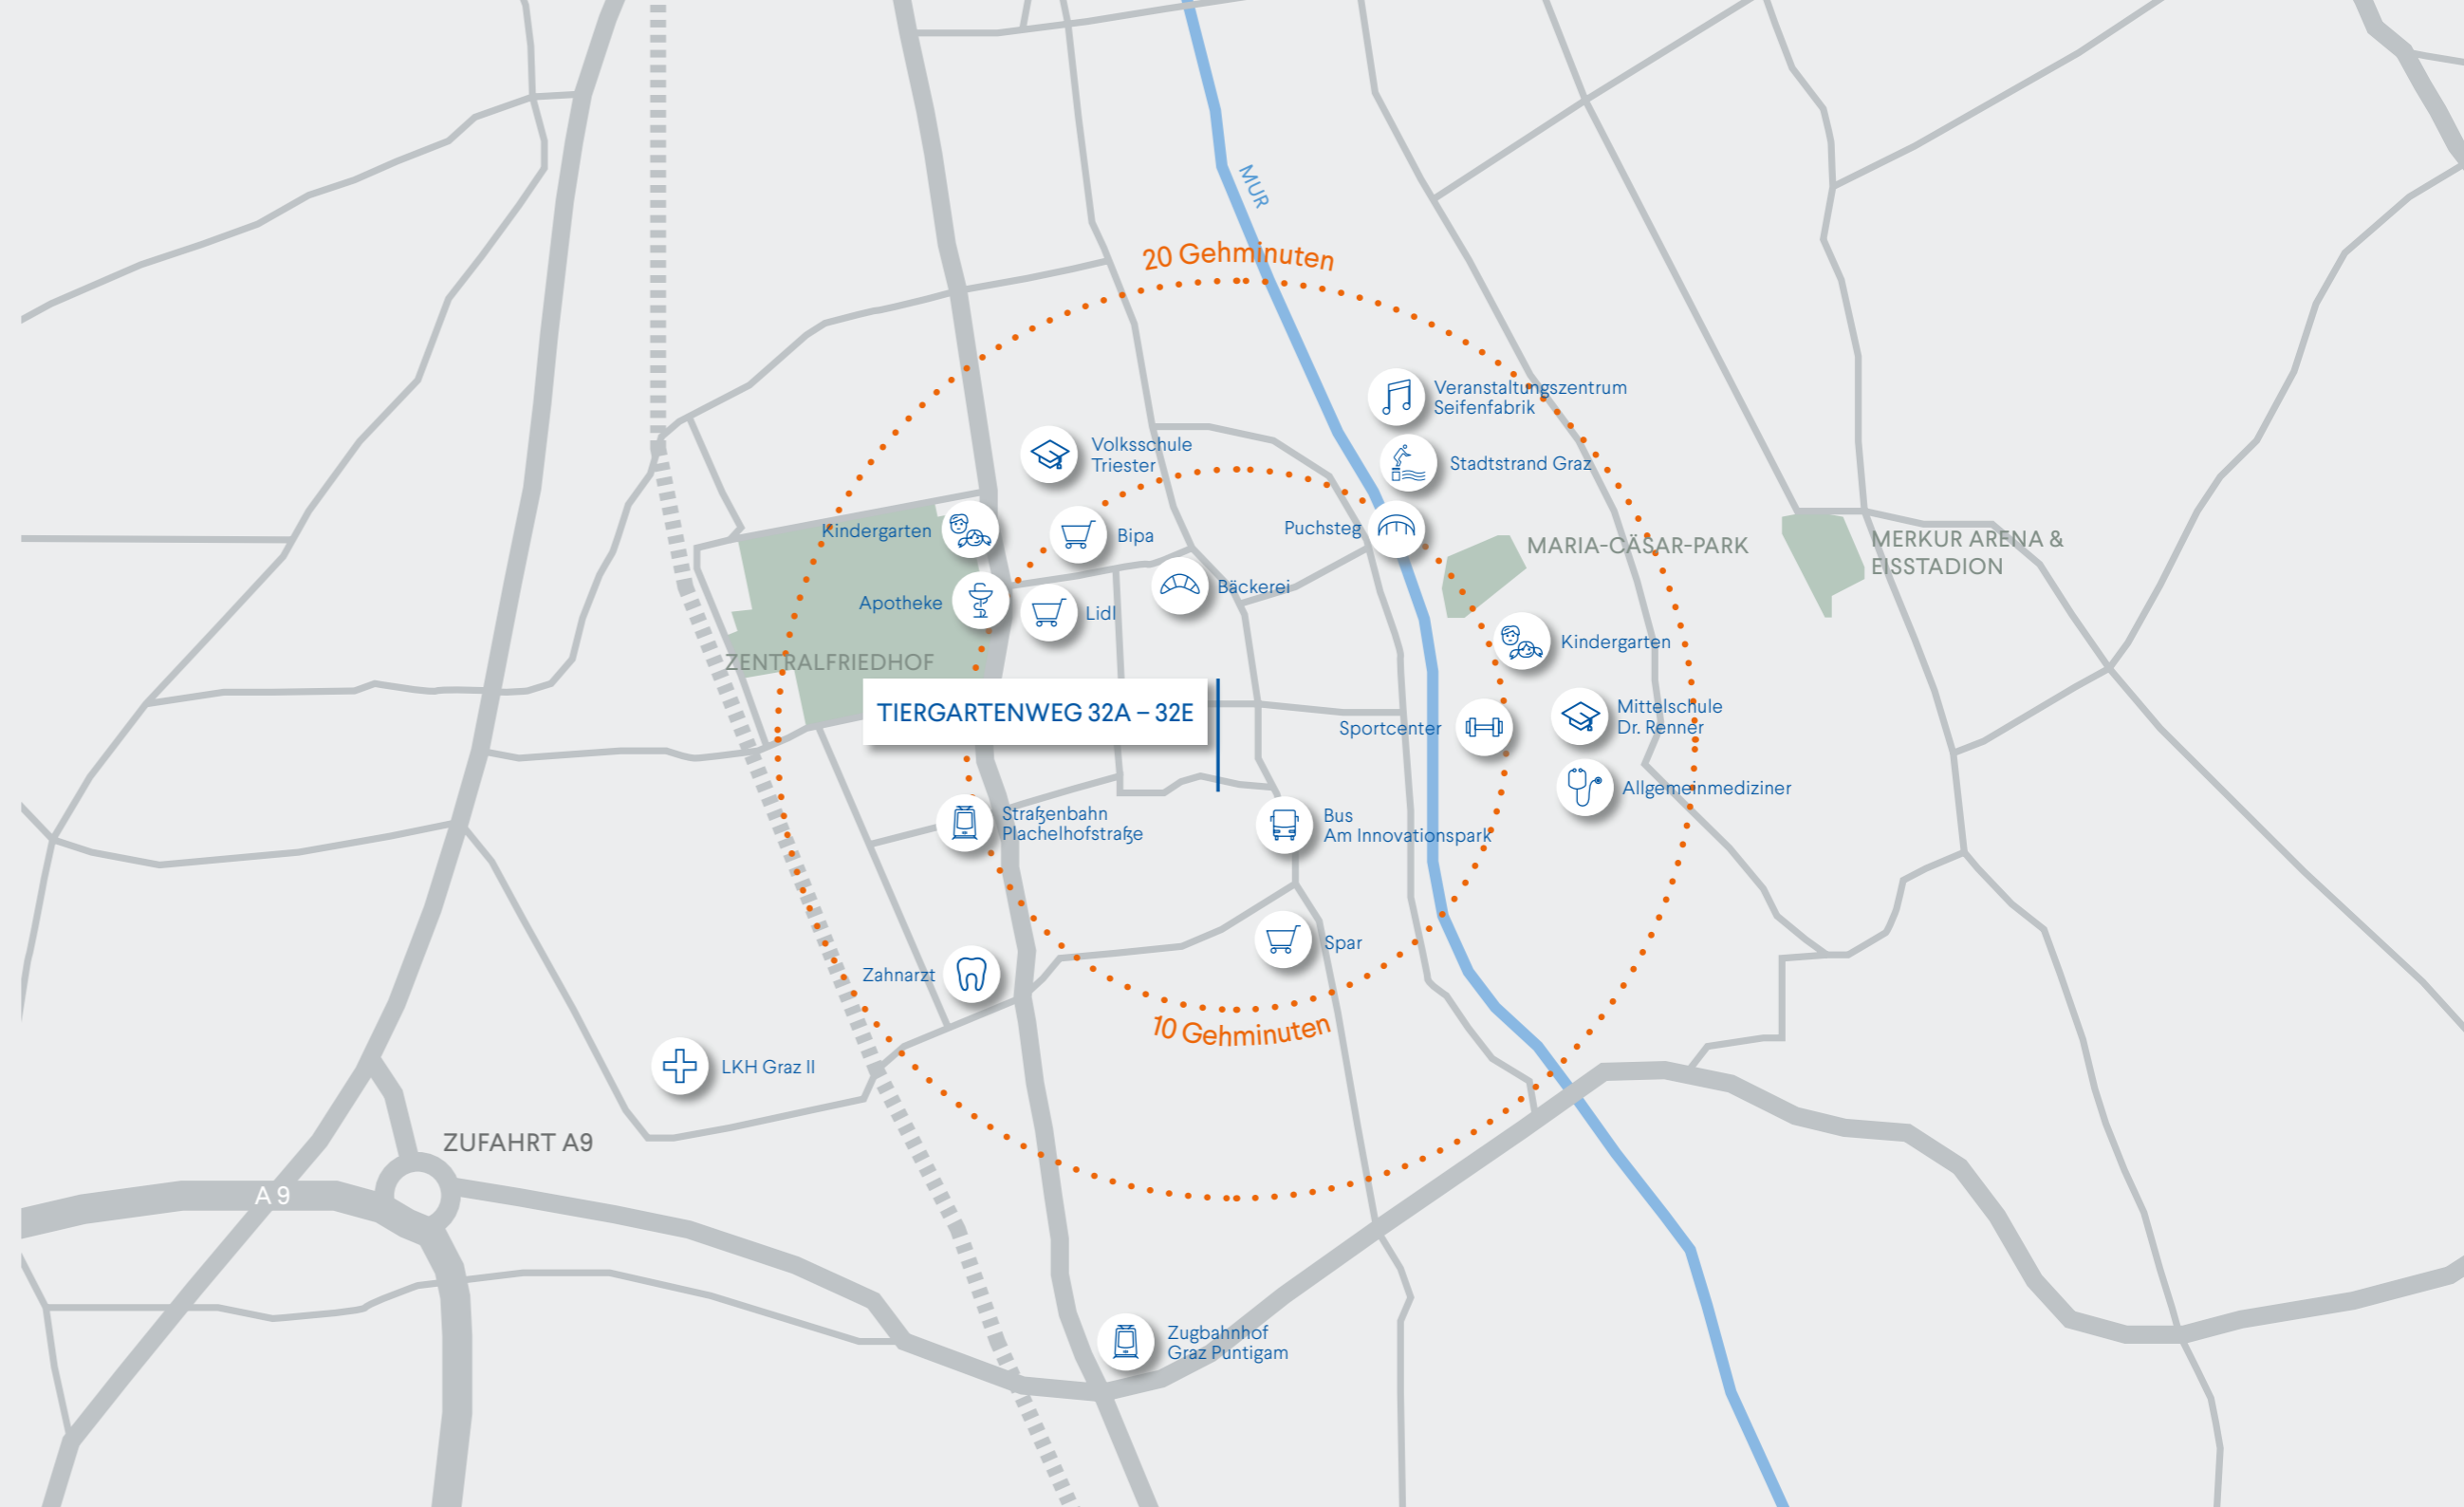 MUR
20 Gehminuten
Veranstaltungszentrum
Seifenfabrik
Volksschule
Triester
Stadtstrand Graz
Kindergarten
Bipa
Puchsteg
MARIA-CÄSAR-PARK
MERKUR ARENA &
EISSTADION
Apotheke
Lidl
Bäckerei
Kindergarten
ZENTRALFRIEDHOF
TIERGARTENWEG 32A – 32E
Sportcenter
Mittelschule
Dr. Renner
Allgemeinmediziner
Straßenbahn
Plachelhofstraße
Bus
Am Innovationspark
Spar
Zahnarzt
10 Gehminuten
LKH Graz II
ZUFAHRT A9
A 9
Zugbahnhof
Graz Puntigam